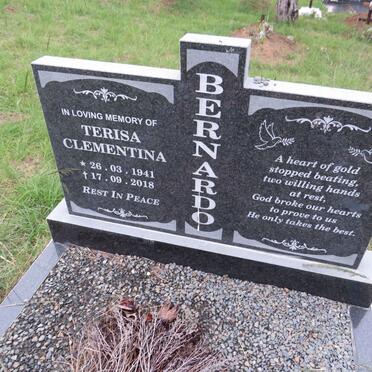 IN LOVING MEMORY OF
TERISA
CLEMENTINA
* 26 . 03 . 1941
† 17 . 09 . 2018
REST IN PEACE
BERNARDO
A heart of gold
stopped beating,
two willing hands
at rest,
God broke our hearts
to prove to us
He only takes the best.